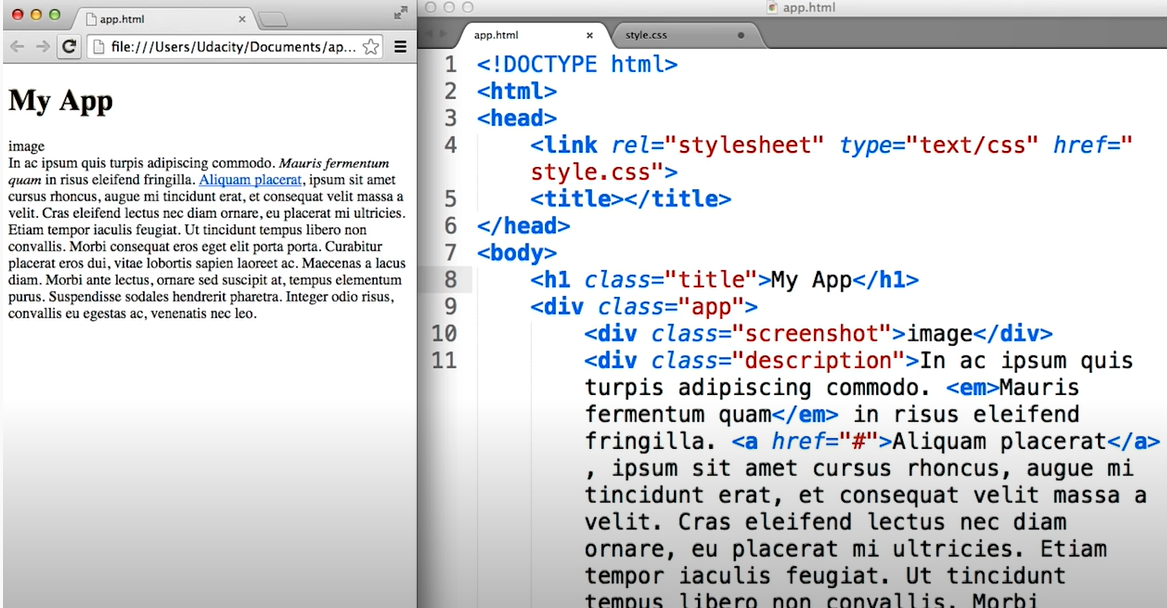 app.html
file:///Users/Udacity/Documents/ap...
My App
image
In ac ipsum quis turpis adipiscing commodo. Mauris fermentum
quam in risus eleifend fringilla. Aliquam placerat, ipsum sit amet
cursus rhoncus, augue mi tincidunt erat, et consequat velit massa a
velit. Cras eleifend lectus nec diam ornare, eu placerat mi ultricies.
Etiam tempor iaculis feugiat. Ut tincidunt tempus libero non
convallis. Morbi consequat eros eget elit porta porta. Curabitur
placerat eros dui, vitae lobortis sapien laoreet ac. Maecenas a lacus
diam. Morbi ante lectus, ornare sed suscipit at, tempus elementum
purus. Suspendisse sodales hendrerit pharetra. Integer odio risus,
convallis eu egestas ac, venenatis nec leo.
app.html
app.html
style.css
1 <!DOCTYPE html>
2 <html>
3 <head>
4 <link rel="stylesheet" type="text/css" href="
style.css">
5 <title></title>
6 </head>
7 <body>
8 <h1 class="title">My App</h1>
9 <div class="app">
10 <div class="screenshot">image</div>
11 <div class="description">In ac ipsum quis
turpis adipiscing commodo. <em>Mauris
fermentum quam</em> in risus eleifend
fringilla. <a href="#">Aliquam placerat</a>
, ipsum sit amet cursus rhoncus, augue mi
tincidunt erat, et consequat velit massa a
velit. Cras eleifend lectus nec diam
ornare, eu placerat mi ultricies. Etiam
tempor iaculis feugiat. Ut tincidunt
tempus libero non convallis. Morbi